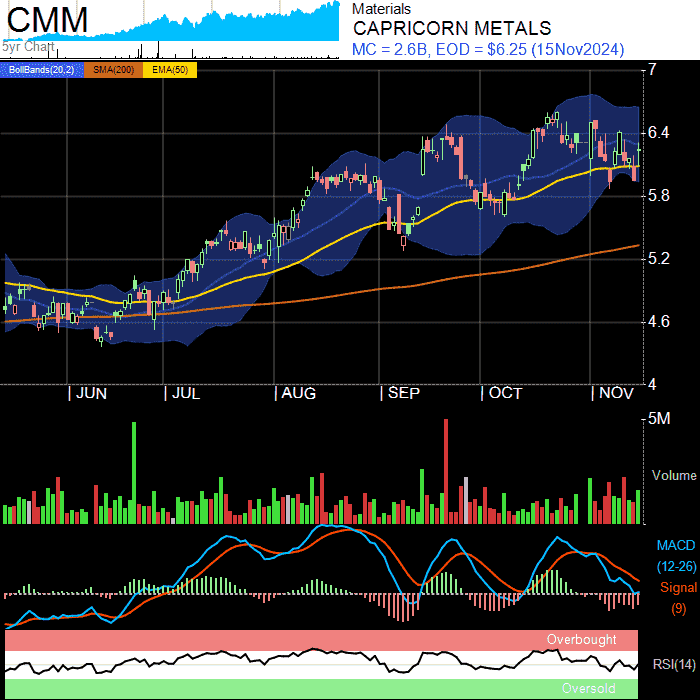 CMM
5yr Chart
Materials
CAPRICORN METALS
MC = 2.6B, EOD = $6.25 (15Nov2024)
BollBands(20,2) SMA(200) EMA(50)
7
6.4
5.8
5.2
4.6
4
JUN JUL AUG SEP OCT NOV
5M
Volume
MACD
(12-26)
Signal
(9)
Overbought
RSI(14)
Oversold